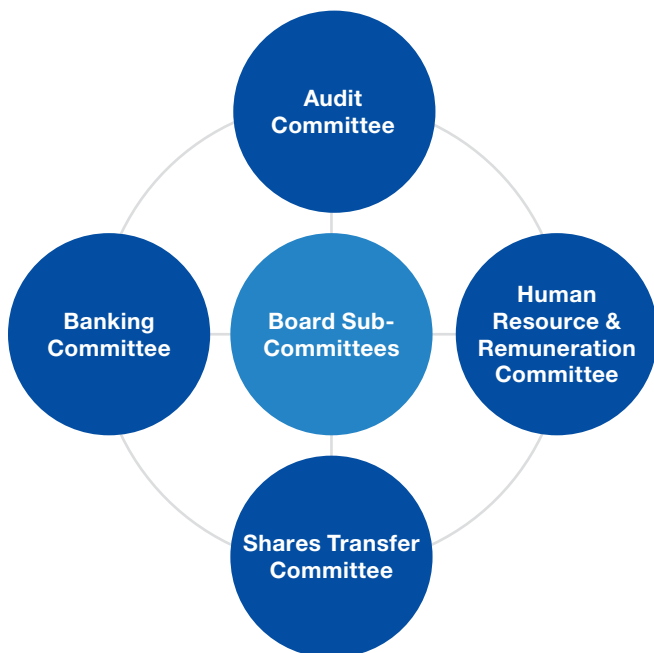 Audit
Committee
Banking
Committee
Board Sub-
Committees
Human
Resource &
Remuneration
Committee
Shares Transfer
Committee